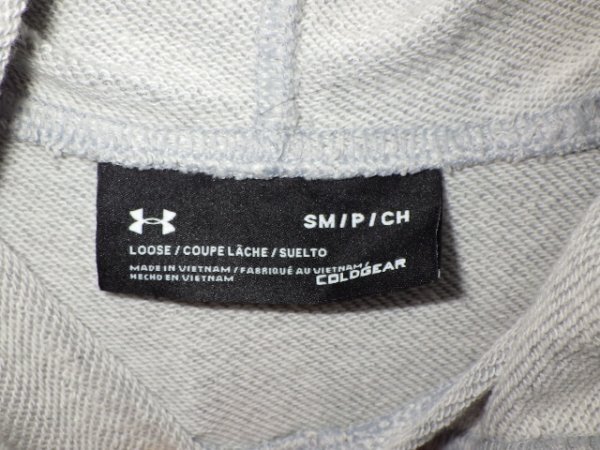 SM/P/CH
LOOSE / COUPE LÂCHE / SUELTO
MADE IN VIETNAM / FABRIQUÉ AU VIETNAM /
HECHO EN VIETNAM
COLDGEAR